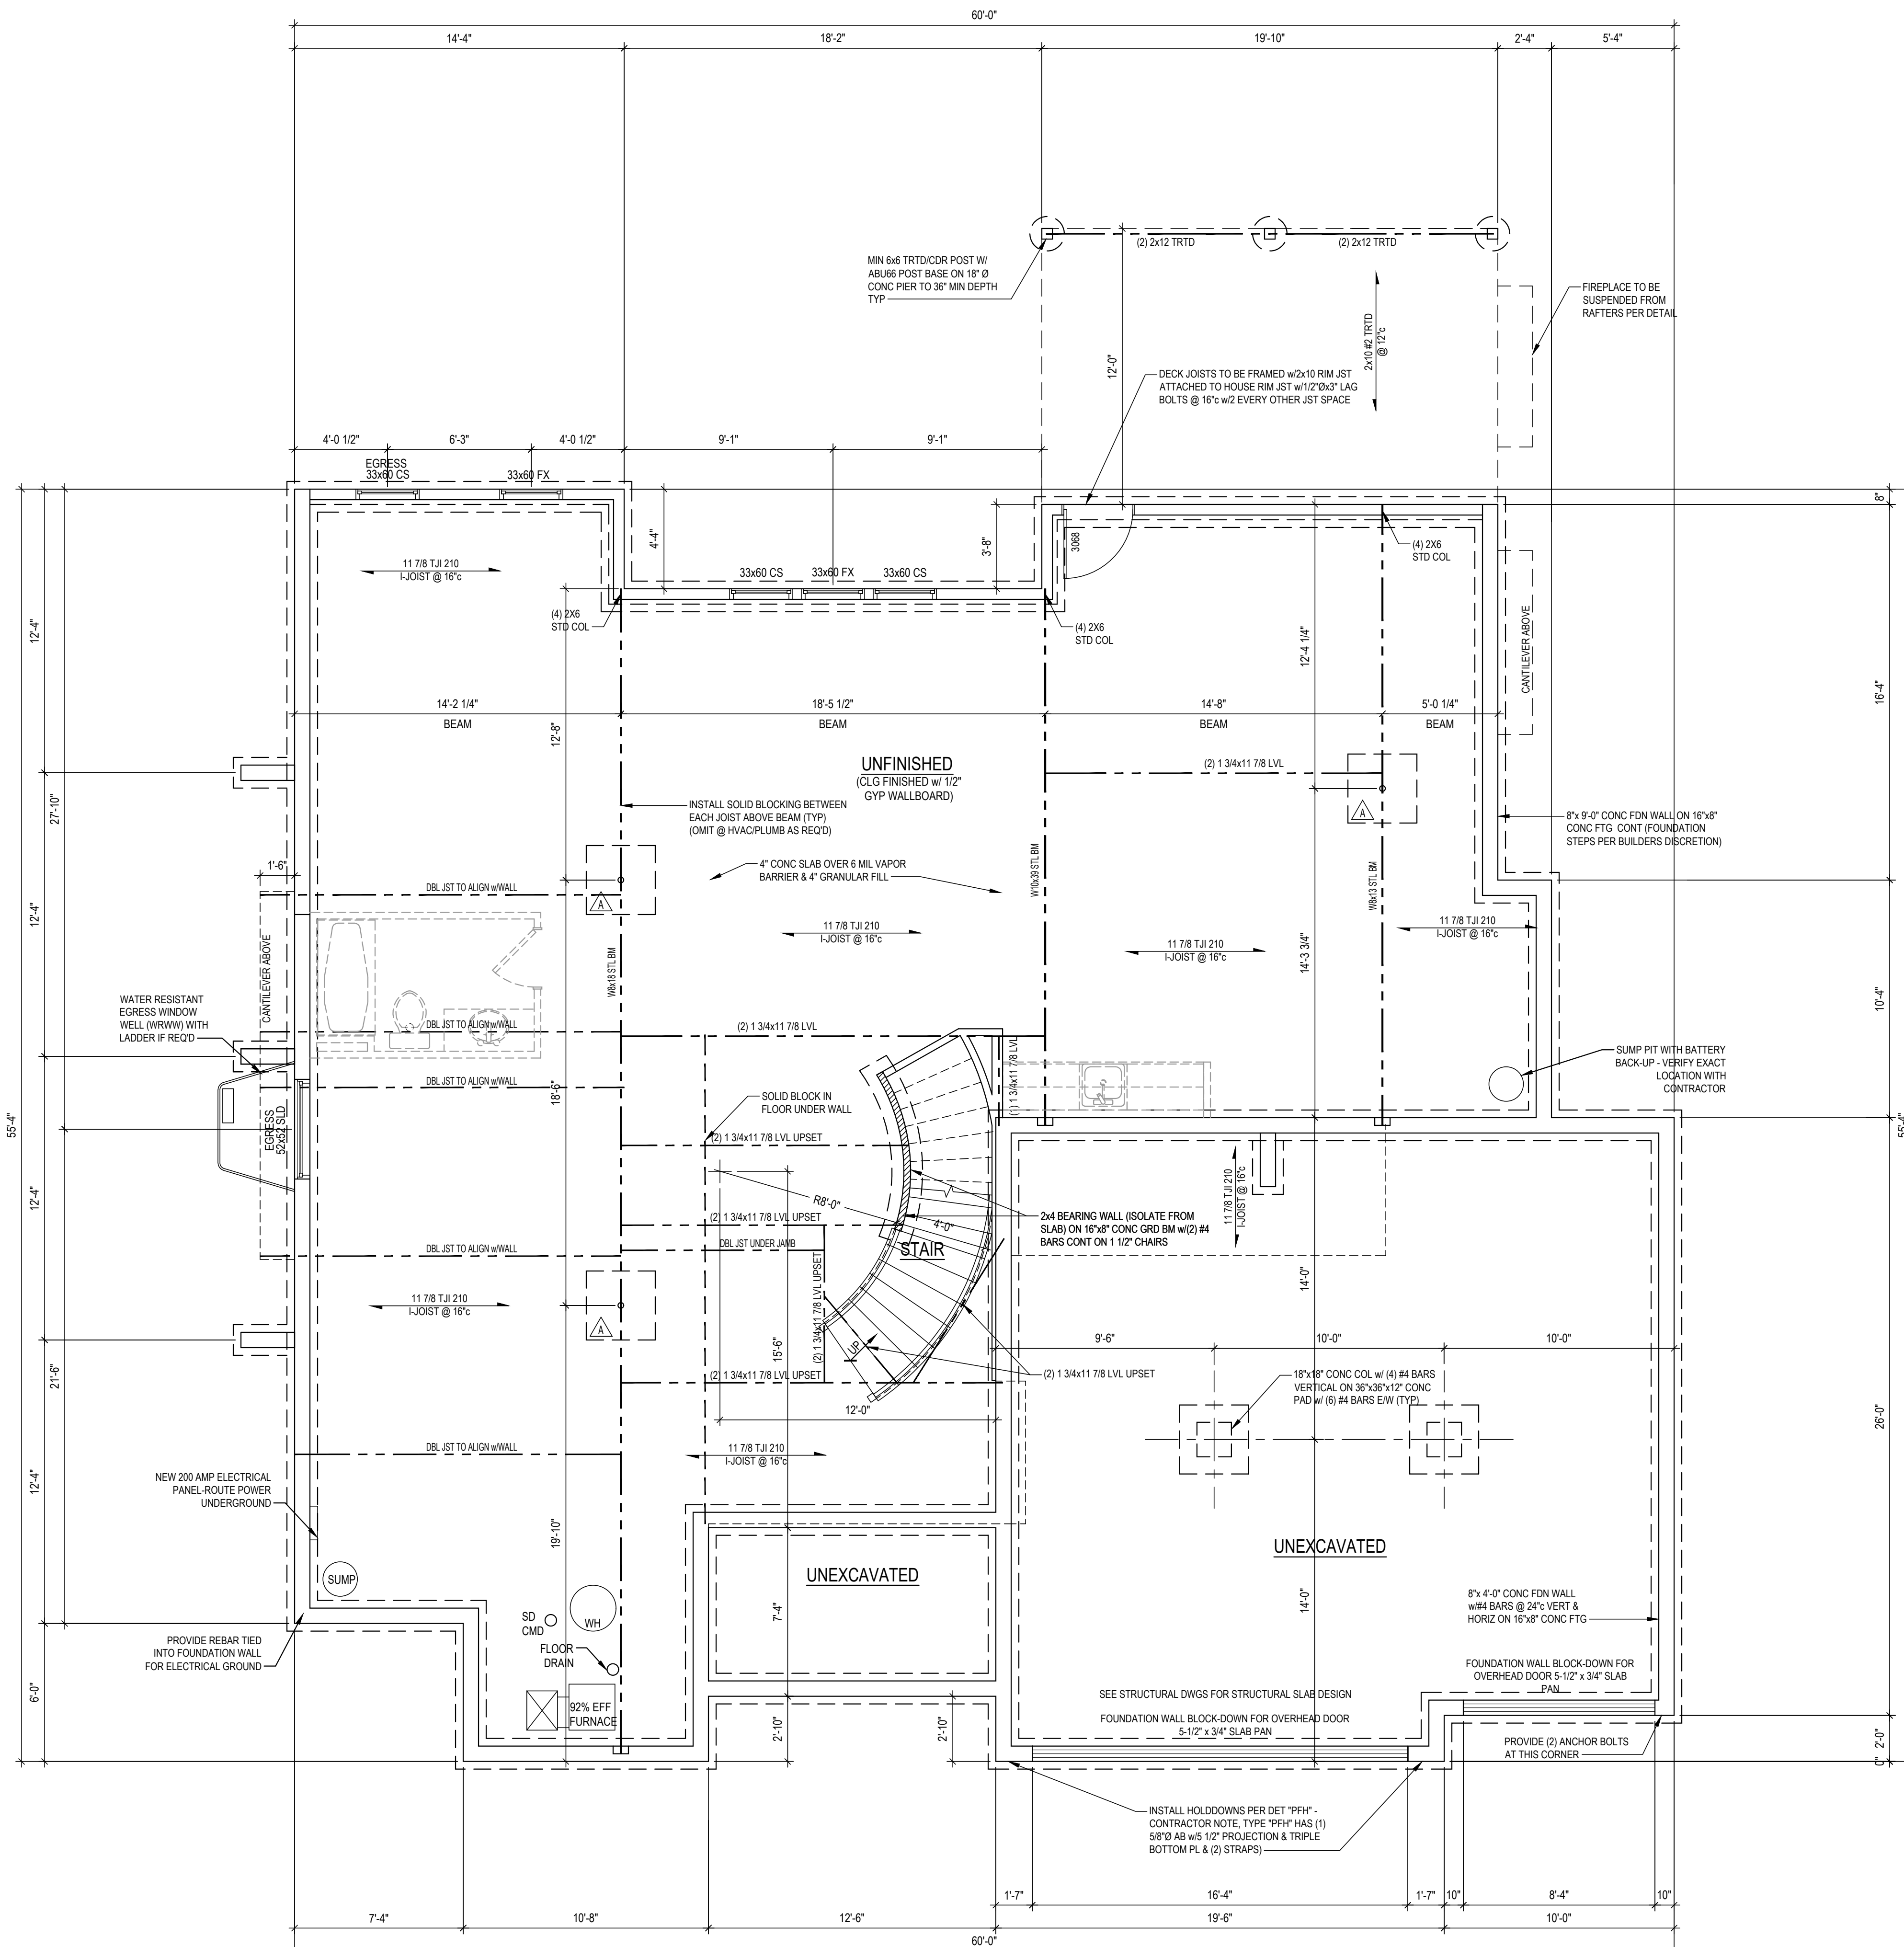 60'-0"
14'-4"
18'-2"
19'-10"
2'-4"
5'-4"
(2) 2x12 TRTD
(2) 2x12 TRTD
MIN 6x6 TRTD/CDR POST W/
ABU66 POST BASE ON 18" Ø
CONC PIER TO 36" MIN DEPTH
TYP
FIREPLACE TO BE
SUSPENDED FROM
RAFTERS PER DETAIL
2x10 #2 TRTD
@ 12"c
12'-0"
DECK JOISTS TO BE FRAMED w/2x10 RIM JST
ATTACHED TO HOUSE RIM JST w/1/2"Øx3" LAG
BOLTS @ 16"c w/2 EVERY OTHER JST SPACE
4'-0 1/2"
6'-3"
4'-0 1/2"
9'-1"
9'-1"
EGRESS
33x60 CS
33x60 FX
8"
4'-4"
3'-8"
3068
(4) 2X6
STD COL
11 7/8 TJI 210
I-JOIST @ 16"c
33x60 CS
33x60 FX
33x60 CS
(4) 2X6
STD COL
(4) 2X6
STD COL
12'-4"
12'-4 1/4"
CANTILEVER ABOVE
16'-4"
14'-2 1/4"
BEAM
18'-5 1/2"
BEAM
14'-8"
BEAM
5'-0 1/4"
BEAM
12'-8"
UNFINISHED
(CLG FINISHED w/ 1/2"
GYP WALLBOARD)
(2) 1 3/4x11 7/8 LVL
27'-10"
INSTALL SOLID BLOCKING BETWEEN
EACH JOIST ABOVE BEAM (TYP)
(OMIT @ HVAC/PLUMB AS REQ'D)
A
8"x 9'-0" CONC FDN WALL ON 16"x8"
CONC FTG CONT (FOUNDATION
STEPS PER BUILDERS DISCRETION)
1'-6"
4" CONC SLAB OVER 6 MIL VAPOR
BARRIER & 4" GRANULAR FILL
W10x39 STL BM
W8x13 STL BM
DBL JST TO ALIGN w/WALL
A
12'-4"
11 7/8 TJI 210
I-JOIST @ 16"c
11 7/8 TJI 210
I-JOIST @ 16"c
11 7/8 TJI 210
I-JOIST @ 16"c
CANTILEVER ABOVE
W8x18 STL BM
14'-3 3/4"
10'-4"
WATER RESISTANT
EGRESS WINDOW
WELL (WRWW) WITH
LADDER IF REQ'D
DBL JST TO ALIGN w/WALL
(2) 1 3/4x11 7/8 LVL
(1) 1 3/4x11 7/8 LVL
SUMP PIT WITH BATTERY
BACK-UP - VERIFY EXACT
LOCATION WITH
CONTRACTOR
DBL JST TO ALIGN w/WALL
18'-6"
SOLID BLOCK IN
FLOOR UNDER WALL
55'-4"
55'-4"
EGRESS
52x52 SLD
(2) 1 3/4x11 7/8 LVL UPSET
12'-4"
R8'-0"
11 7/8 TJI 210
I-JOIST @ 16"c
(2) 1 3/4x11 7/8 LVL UPSET
4'-0"
2x4 BEARING WALL (ISOLATE FROM
SLAB) ON 16"x8" CONC GRD BM w/(2) #4
BARS CONT ON 1 1/2" CHAIRS
DBL JST TO ALIGN w/WALL
DBL JST UNDER JAMB
STAIR
14'-0"
11 7/8 TJI 210
I-JOIST @ 16"c
A
(2) 1 3/4x11 7/8 LVL UPSET
15'-6"
UP
9'-6"
10'-0"
10'-0"
21'-6"
(2) 1 3/4x11 7/8 LVL UPSET
(2) 1 3/4x11 7/8 LVL UPSET
18"x18" CONC COL w/ (4) #4 BARS
VERTICAL ON 36"x36"x12" CONC
PAD w/ (6) #4 BARS E/W (TYP)
12'-0"
26'-0"
DBL JST TO ALIGN w/WALL
11 7/8 TJI 210
I-JOIST @ 16"c
12'-4"
NEW 200 AMP ELECTRICAL
PANEL-ROUTE POWER
UNDERGROUND
19'-10"
UNEXCAVATED
UNEXCAVATED
SUMP
14'-0"
8"x 4'-0" CONC FDN WALL
w/#4 BARS @ 24"c VERT &
HORIZ ON 16"x8" CONC FTG
SD
CMD
WH
7'-4"
FLOOR
DRAIN
PROVIDE REBAR TIED
INTO FOUNDATION WALL
FOR ELECTRICAL GROUND
6'-0"
FOUNDATION WALL BLOCK-DOWN FOR
OVERHEAD DOOR 5-1/2" x 3/4" SLAB
PAN
SEE STRUCTURAL DWGS FOR STRUCTURAL SLAB DESIGN
92% EFF
FURNACE
2'-10"
2'-10"
FOUNDATION WALL BLOCK-DOWN FOR OVERHEAD DOOR
5-1/2" x 3/4" SLAB PAN
PROVIDE (2) ANCHOR BOLTS
AT THIS CORNER
2'-0"
0"
INSTALL HOLDDOWNS PER DET "PFH" -
CONTRACTOR NOTE, TYPE "PFH" HAS (1)
5/8"Ø AB w/5 1/2" PROJECTION & TRIPLE
BOTTOM PL & (2) STRAPS)
1'-7"
16'-4"
1'-7"
10"
8'-4"
10"
7'-4"
10'-8"
12'-6"
19'-6"
10'-0"
60'-0"